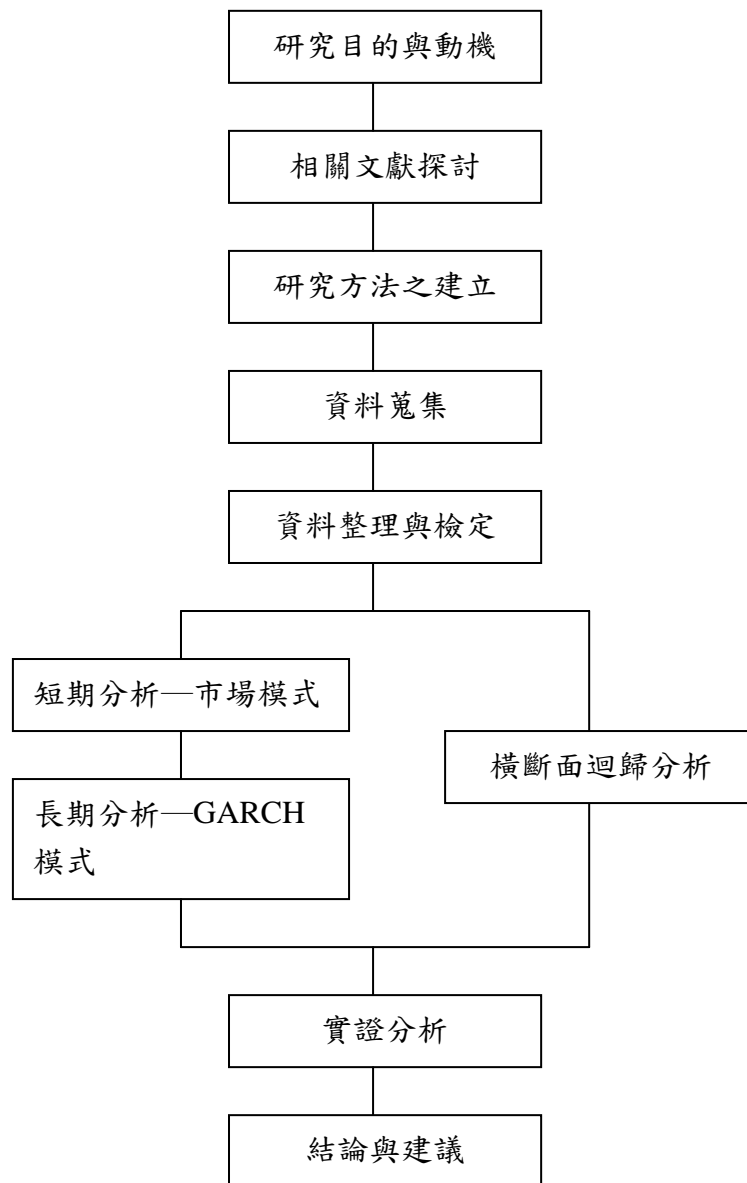 研究目的與動機
相關文獻探討
研究方法之建立
資料蒐集
資料整理與檢定
短期分析─市場模式
橫斷面迴歸分析
長期分析─GARCH
模式
實證分析
結論與建議